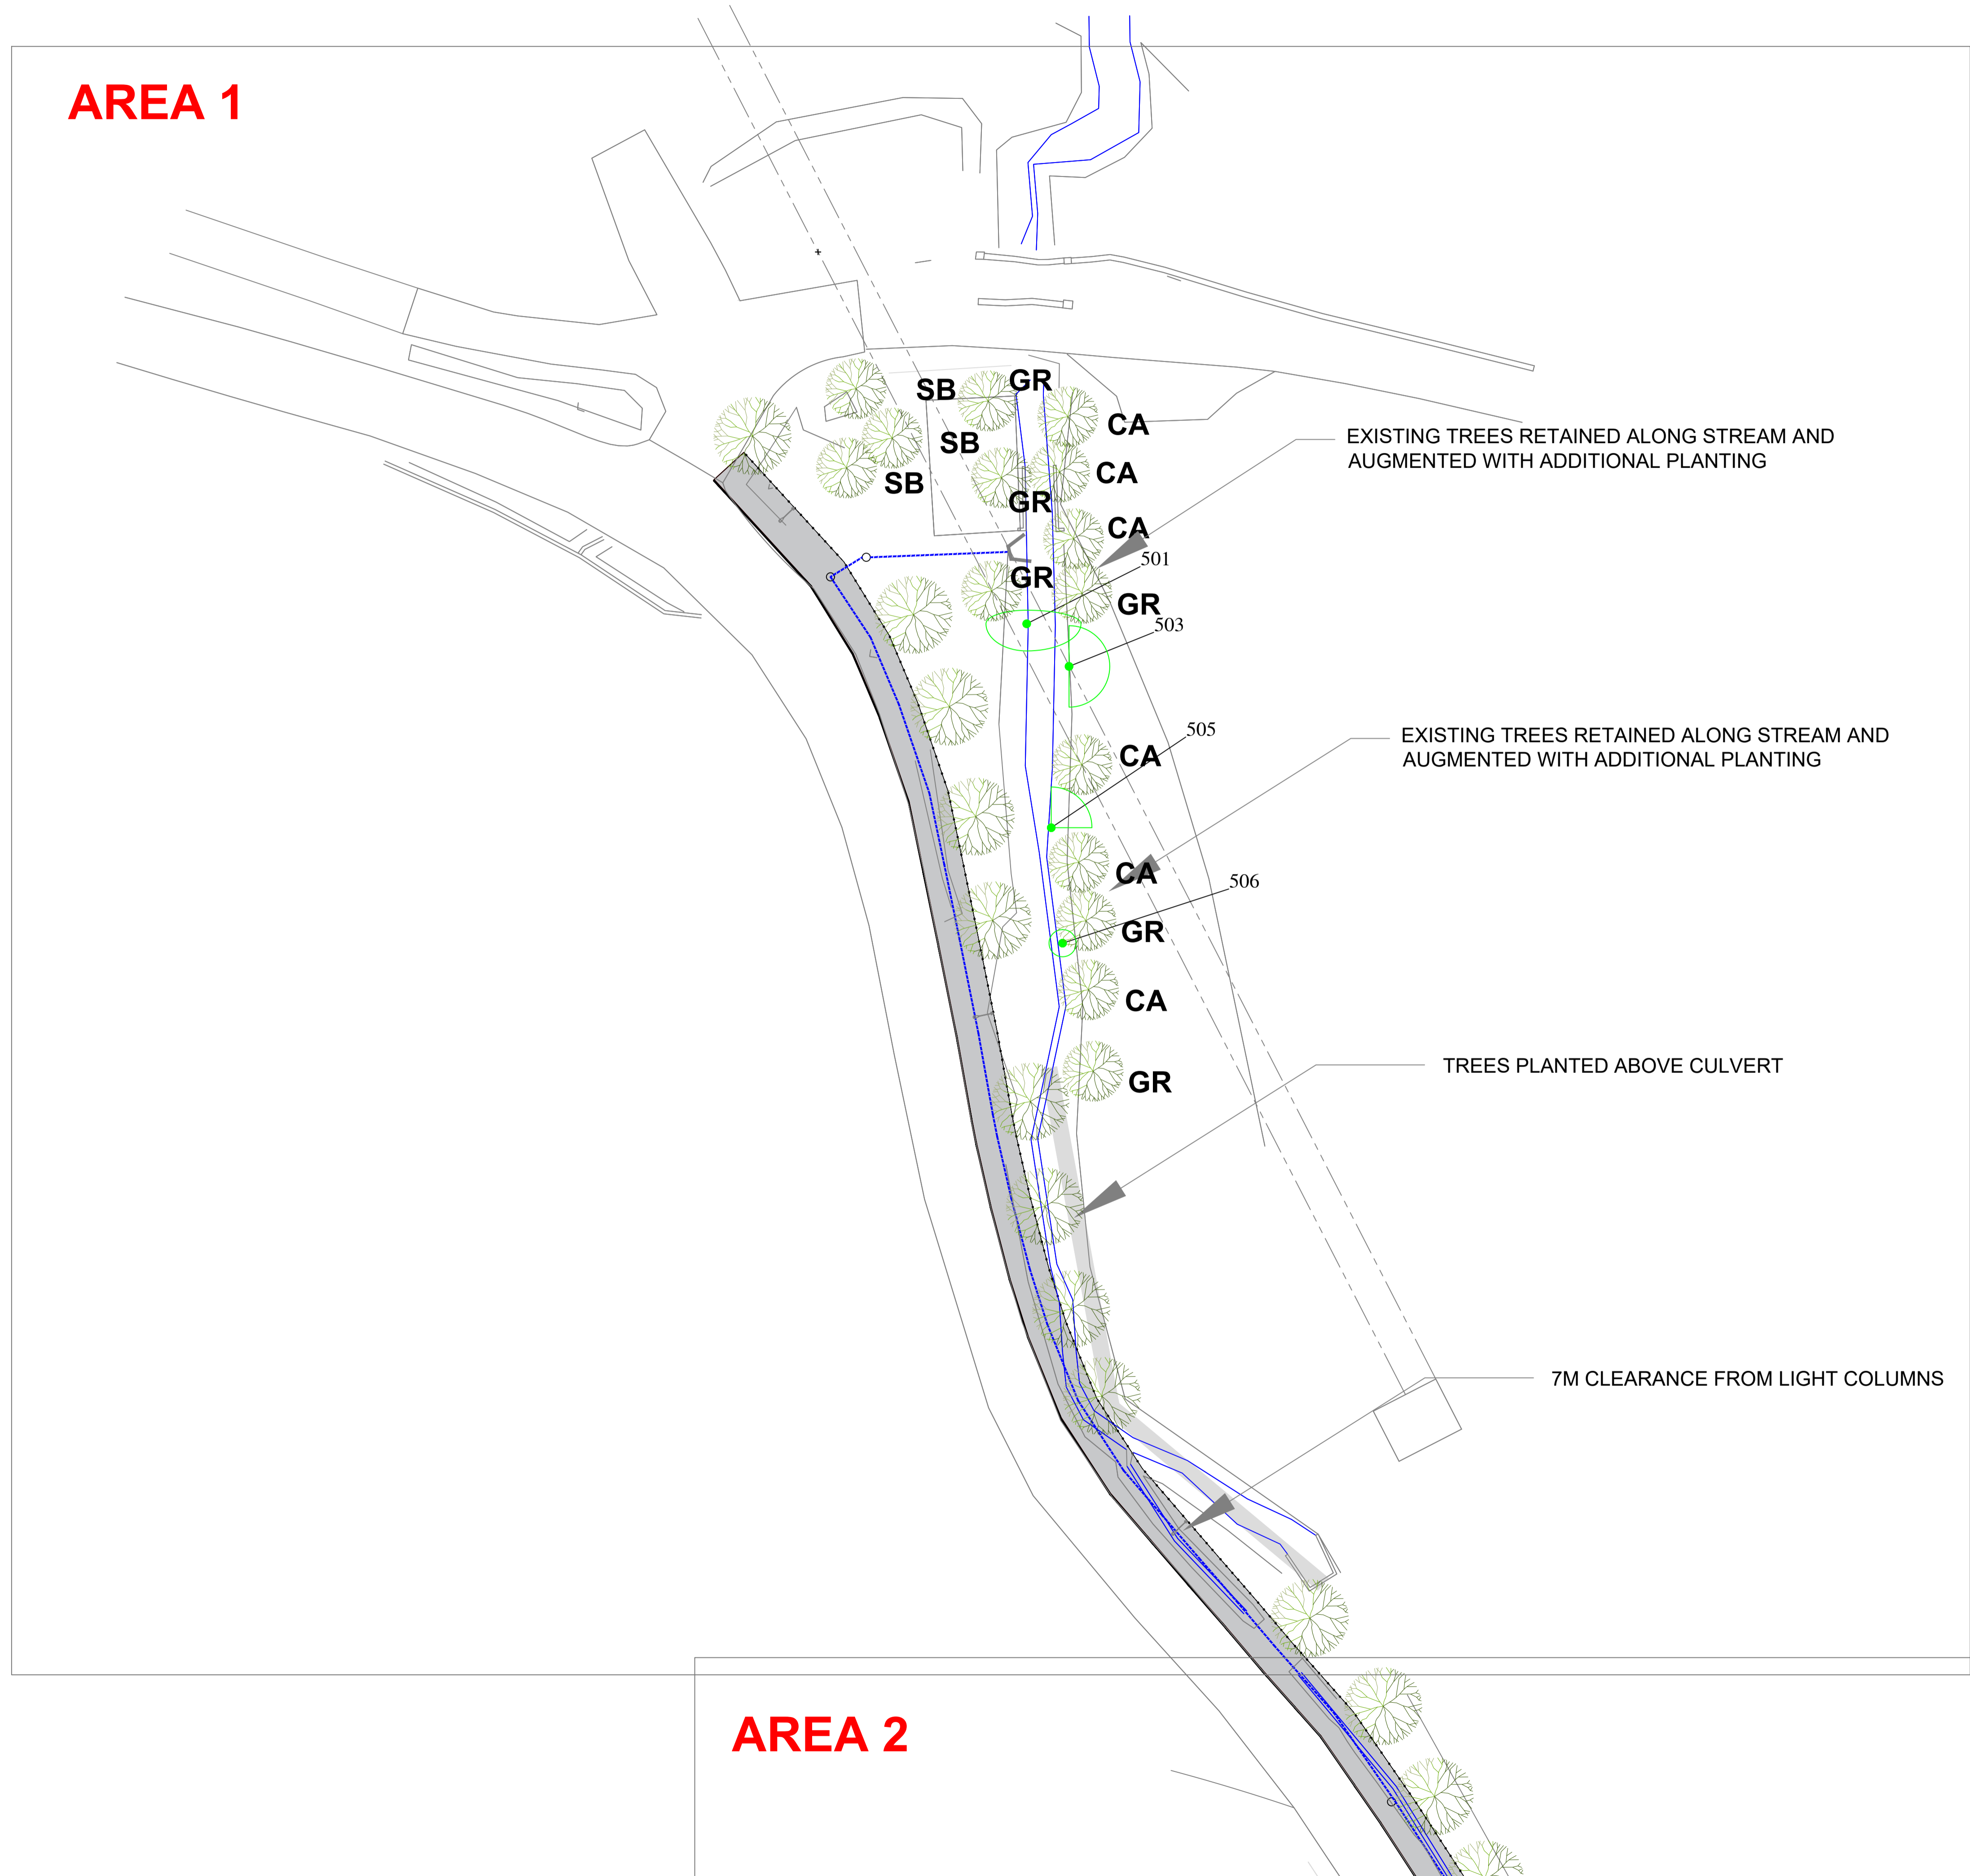 AREA 1
SB
GR
CA
SB
CA
SB
GR
CA
EXISTING TREES RETAINED ALONG STREAM AND
AUGMENTED WITH ADDITIONAL PLANTING
501
GR
GR
503
505
CA
EXISTING TREES RETAINED ALONG STREAM AND
AUGMENTED WITH ADDITIONAL PLANTING
CA
506
GR
CA
TREES PLANTED ABOVE CULVERT
GR
7M CLEARANCE FROM LIGHT COLUMNS
AREA 2